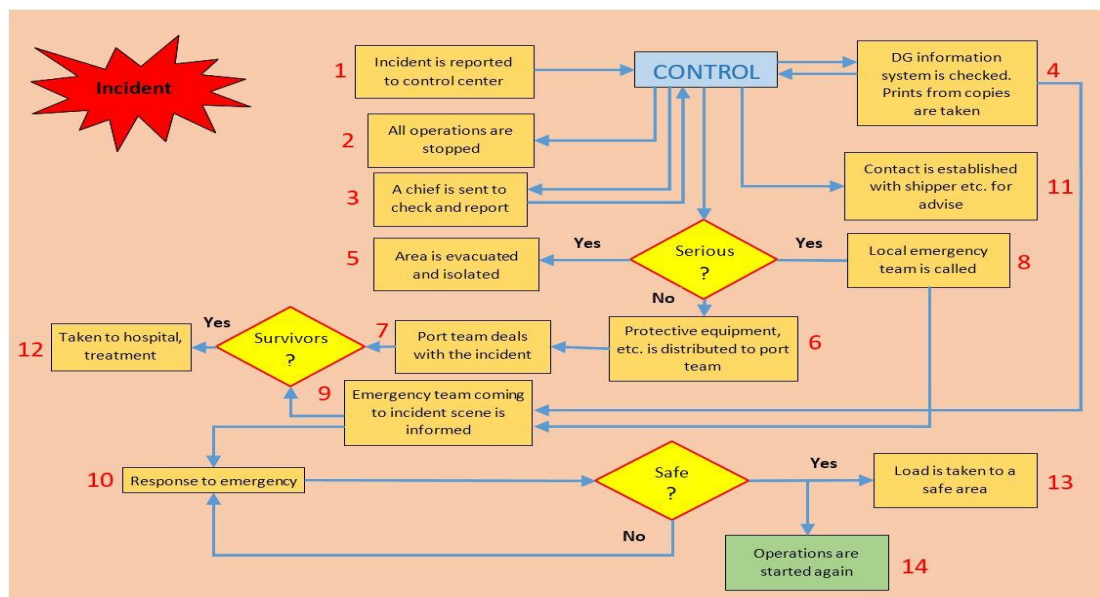 Incident
1
Incident is reported
to control center
CONTROL
DG information
system is checked.
Prints from copies
are taken
4
2
All operations are
stopped
3
A chief is sent to
check and report
Contact is established
with shipper etc. for
advise
11
5
Area is evacuated
and isolated
Yes
Serious
?
Yes
Local emergency
team is called
8
No
12
Taken to hospital,
treatment
Yes
Survivors
?
7
Port team deals
with the incident
Protective equipment,
etc. is distributed to port
team
6
9
Emergency team coming
to incident scene is
informed
10
Response to emergency
Safe
?
Yes
Load is taken to a
safe area
13
No
Operations are
started again
14